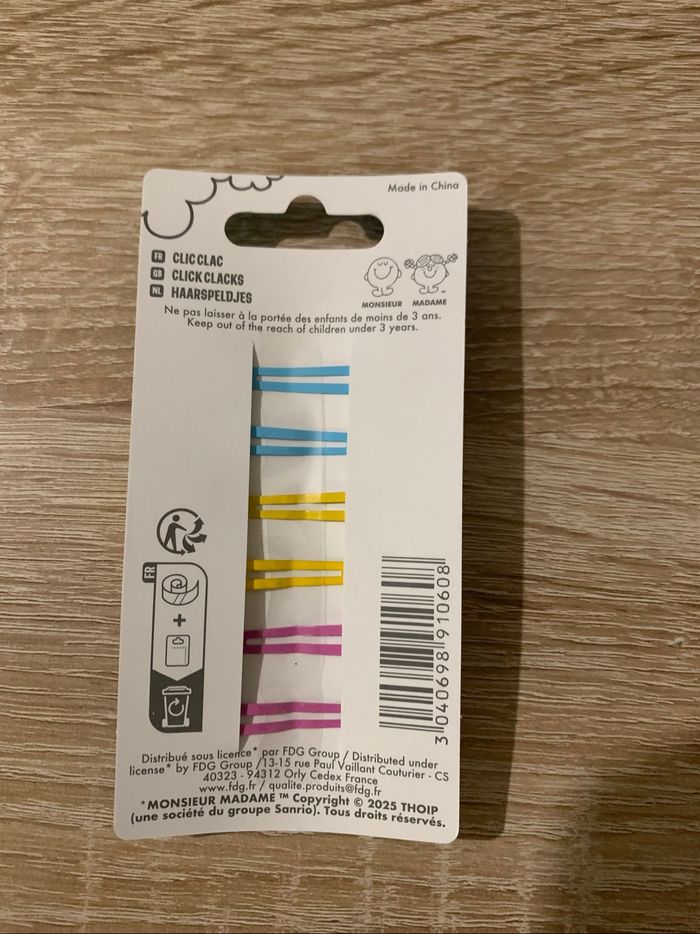 Made in China
FR CLIC CLAC
GB CLICK CLACKS
NL HAARSPELDJES
MONSIEUR MADAME
Ne pas laisser à la portée des enfants de moins de 3 ans.
Keep out of the reach of children under 3 years.
FR
+
3 040698 910608
Distribué sous licence* par FDG Group / Distributed under
license* by FDG Group /13-15 rue Paul Vaillant Couturier - CS
40323 - 94312 Orly Cedex France
www.fdg.fr / qualite.produits@fdg.fr
*MONSIEUR MADAME ™ Copyright © 2025 THOIP
(une société du groupe Sanrio). Tous droits réservés.